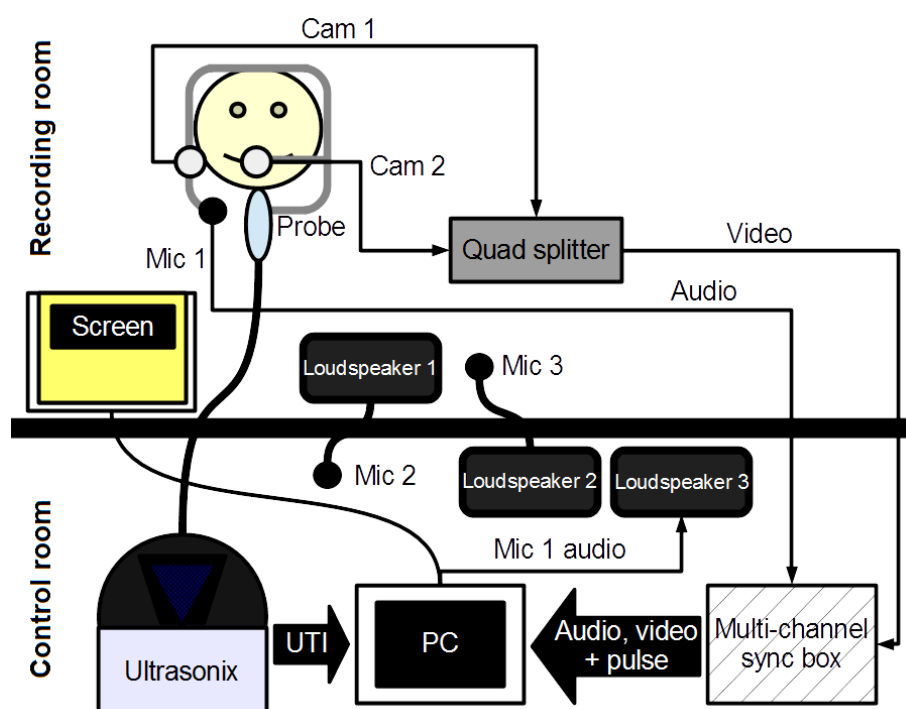 Cam 1
Recording room
Cam 2
Probe
Mic 1
Quad splitter
Video
Audio
Screen
Loudspeaker 1
Mic 3
Mic 2
Loudspeaker 2
Loudspeaker 3
Control room
Mic 1 audio
UTI
PC
Audio, video
+ pulse
Multi-channel
sync box
Ultrasonix